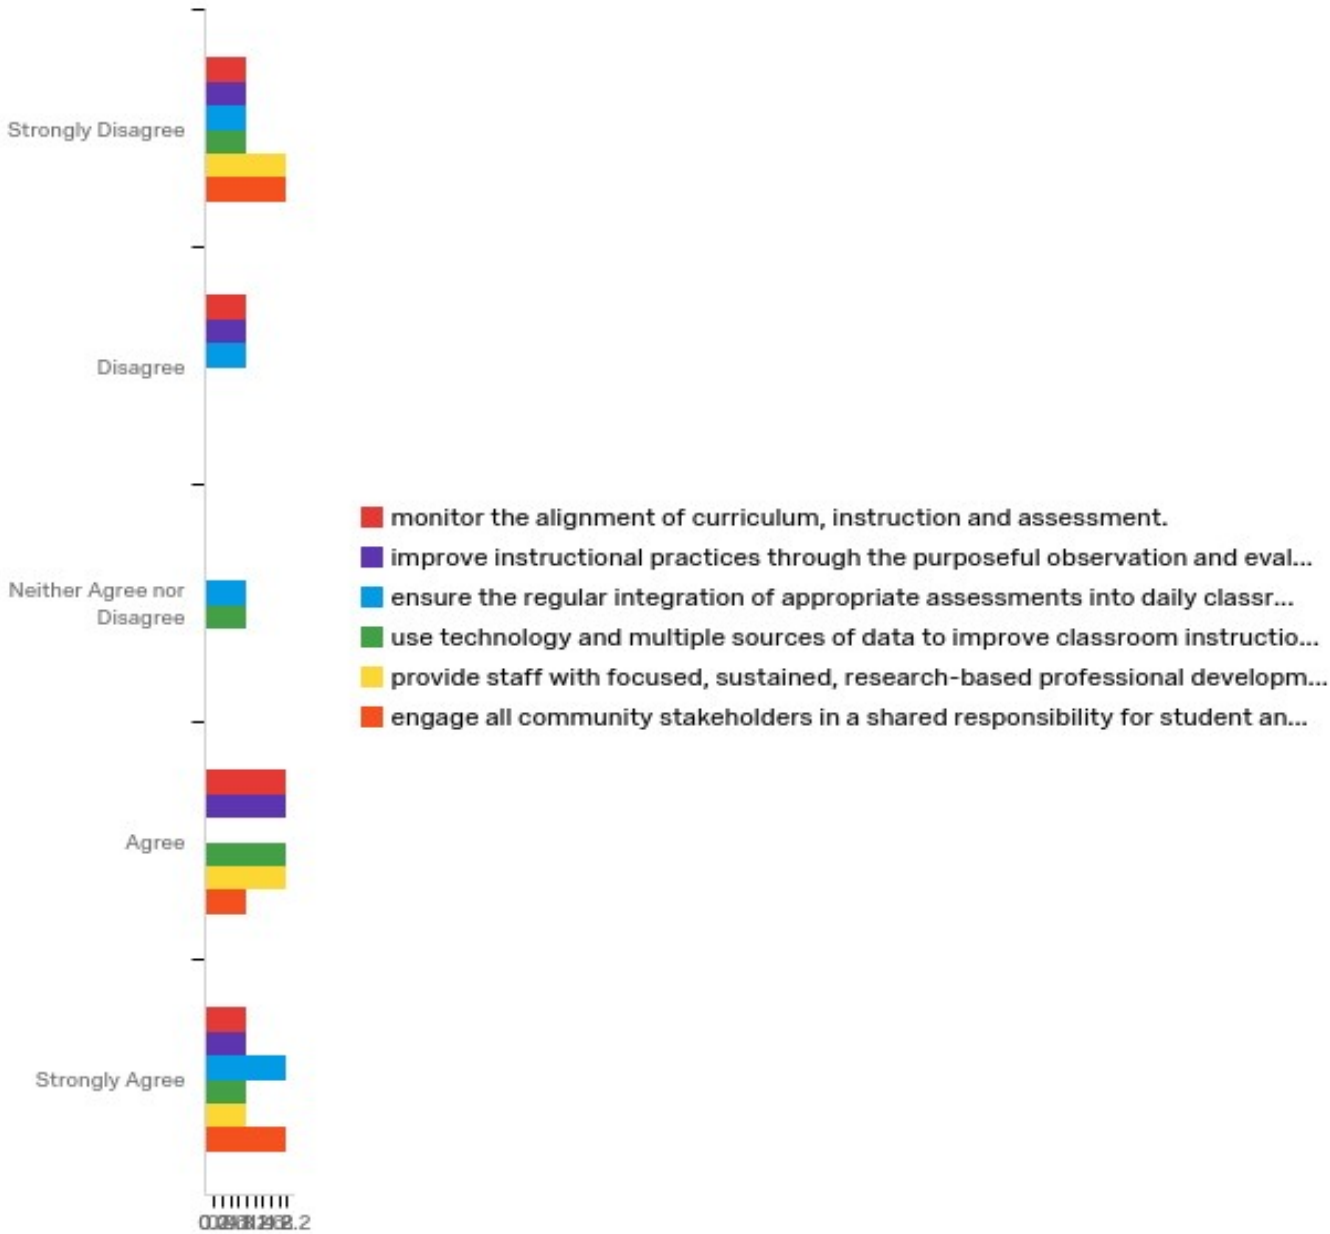 Strongly Disagree
Disagree
Neither Agree nor
Disagree
Agree
Strongly Agree
monitor the alignment of curriculum, instruction and assessment.
improve instructional practices through the purposeful observation and eval...
ensure the regular integration of appropriate assessments into daily classr...
use technology and multiple sources of data to improve classroom instructio...
provide staff with focused, sustained, research-based professional developm...
engage all community stakeholders in a shared responsibility for student an...